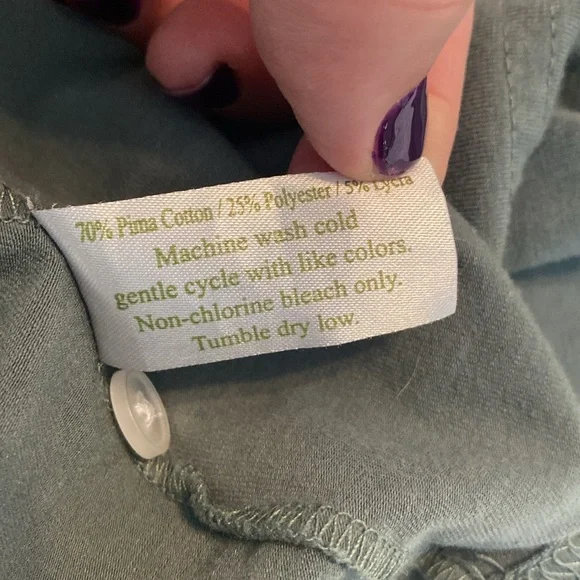 70% Pima Cotton / 25% Polyester / 5% Lycra
Machine wash cold
gentle cycle with like colors.
Non-chlorine bleach only.
Tumble dry low.